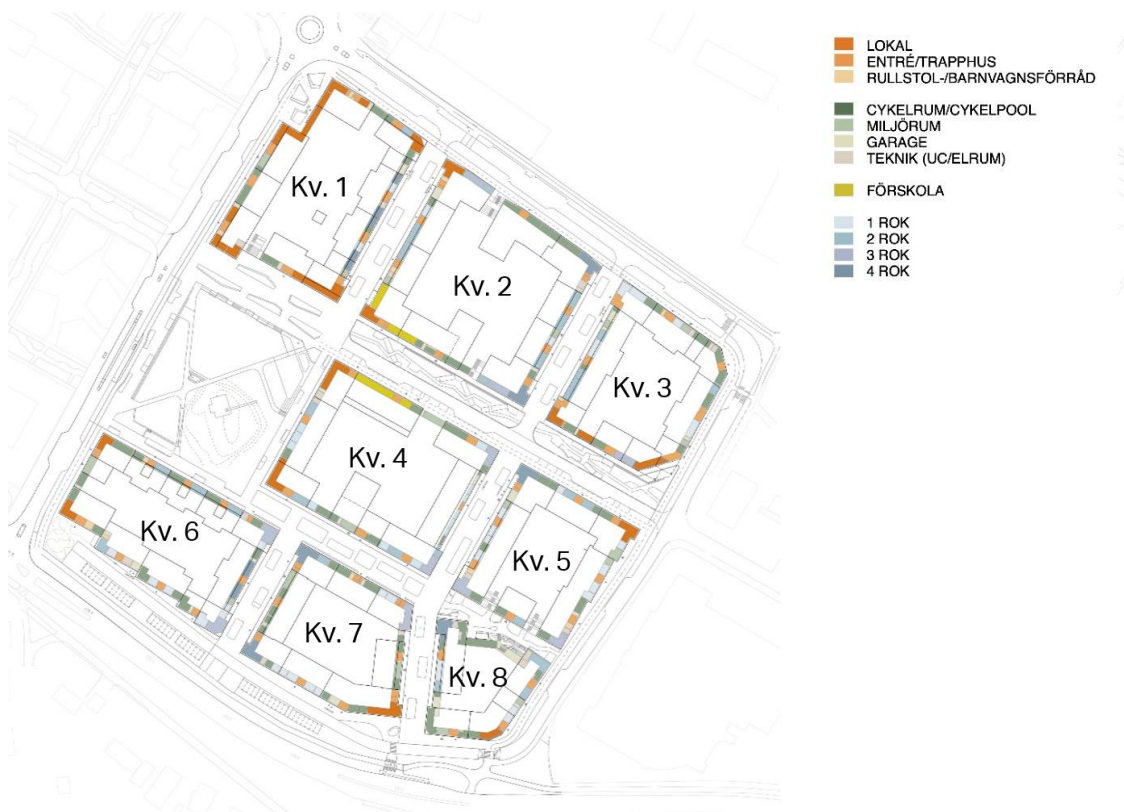 LOKAL
ENTRÉ/TRAPPHUS
RULLSTOL-/BARNVAGNSFÖRRÅD
CYKELRUM/CYKELPOOL
MILJÖRUM
GARAGE
TEKNIK (UC/ELRUM)
FÖRSKOLA
1 ROK
2 ROK
3 ROK
4 ROK
Kv. 1
Kv. 2
Kv. 3
Kv. 4
Kv. 5
Kv. 6
Kv. 7
Kv. 8